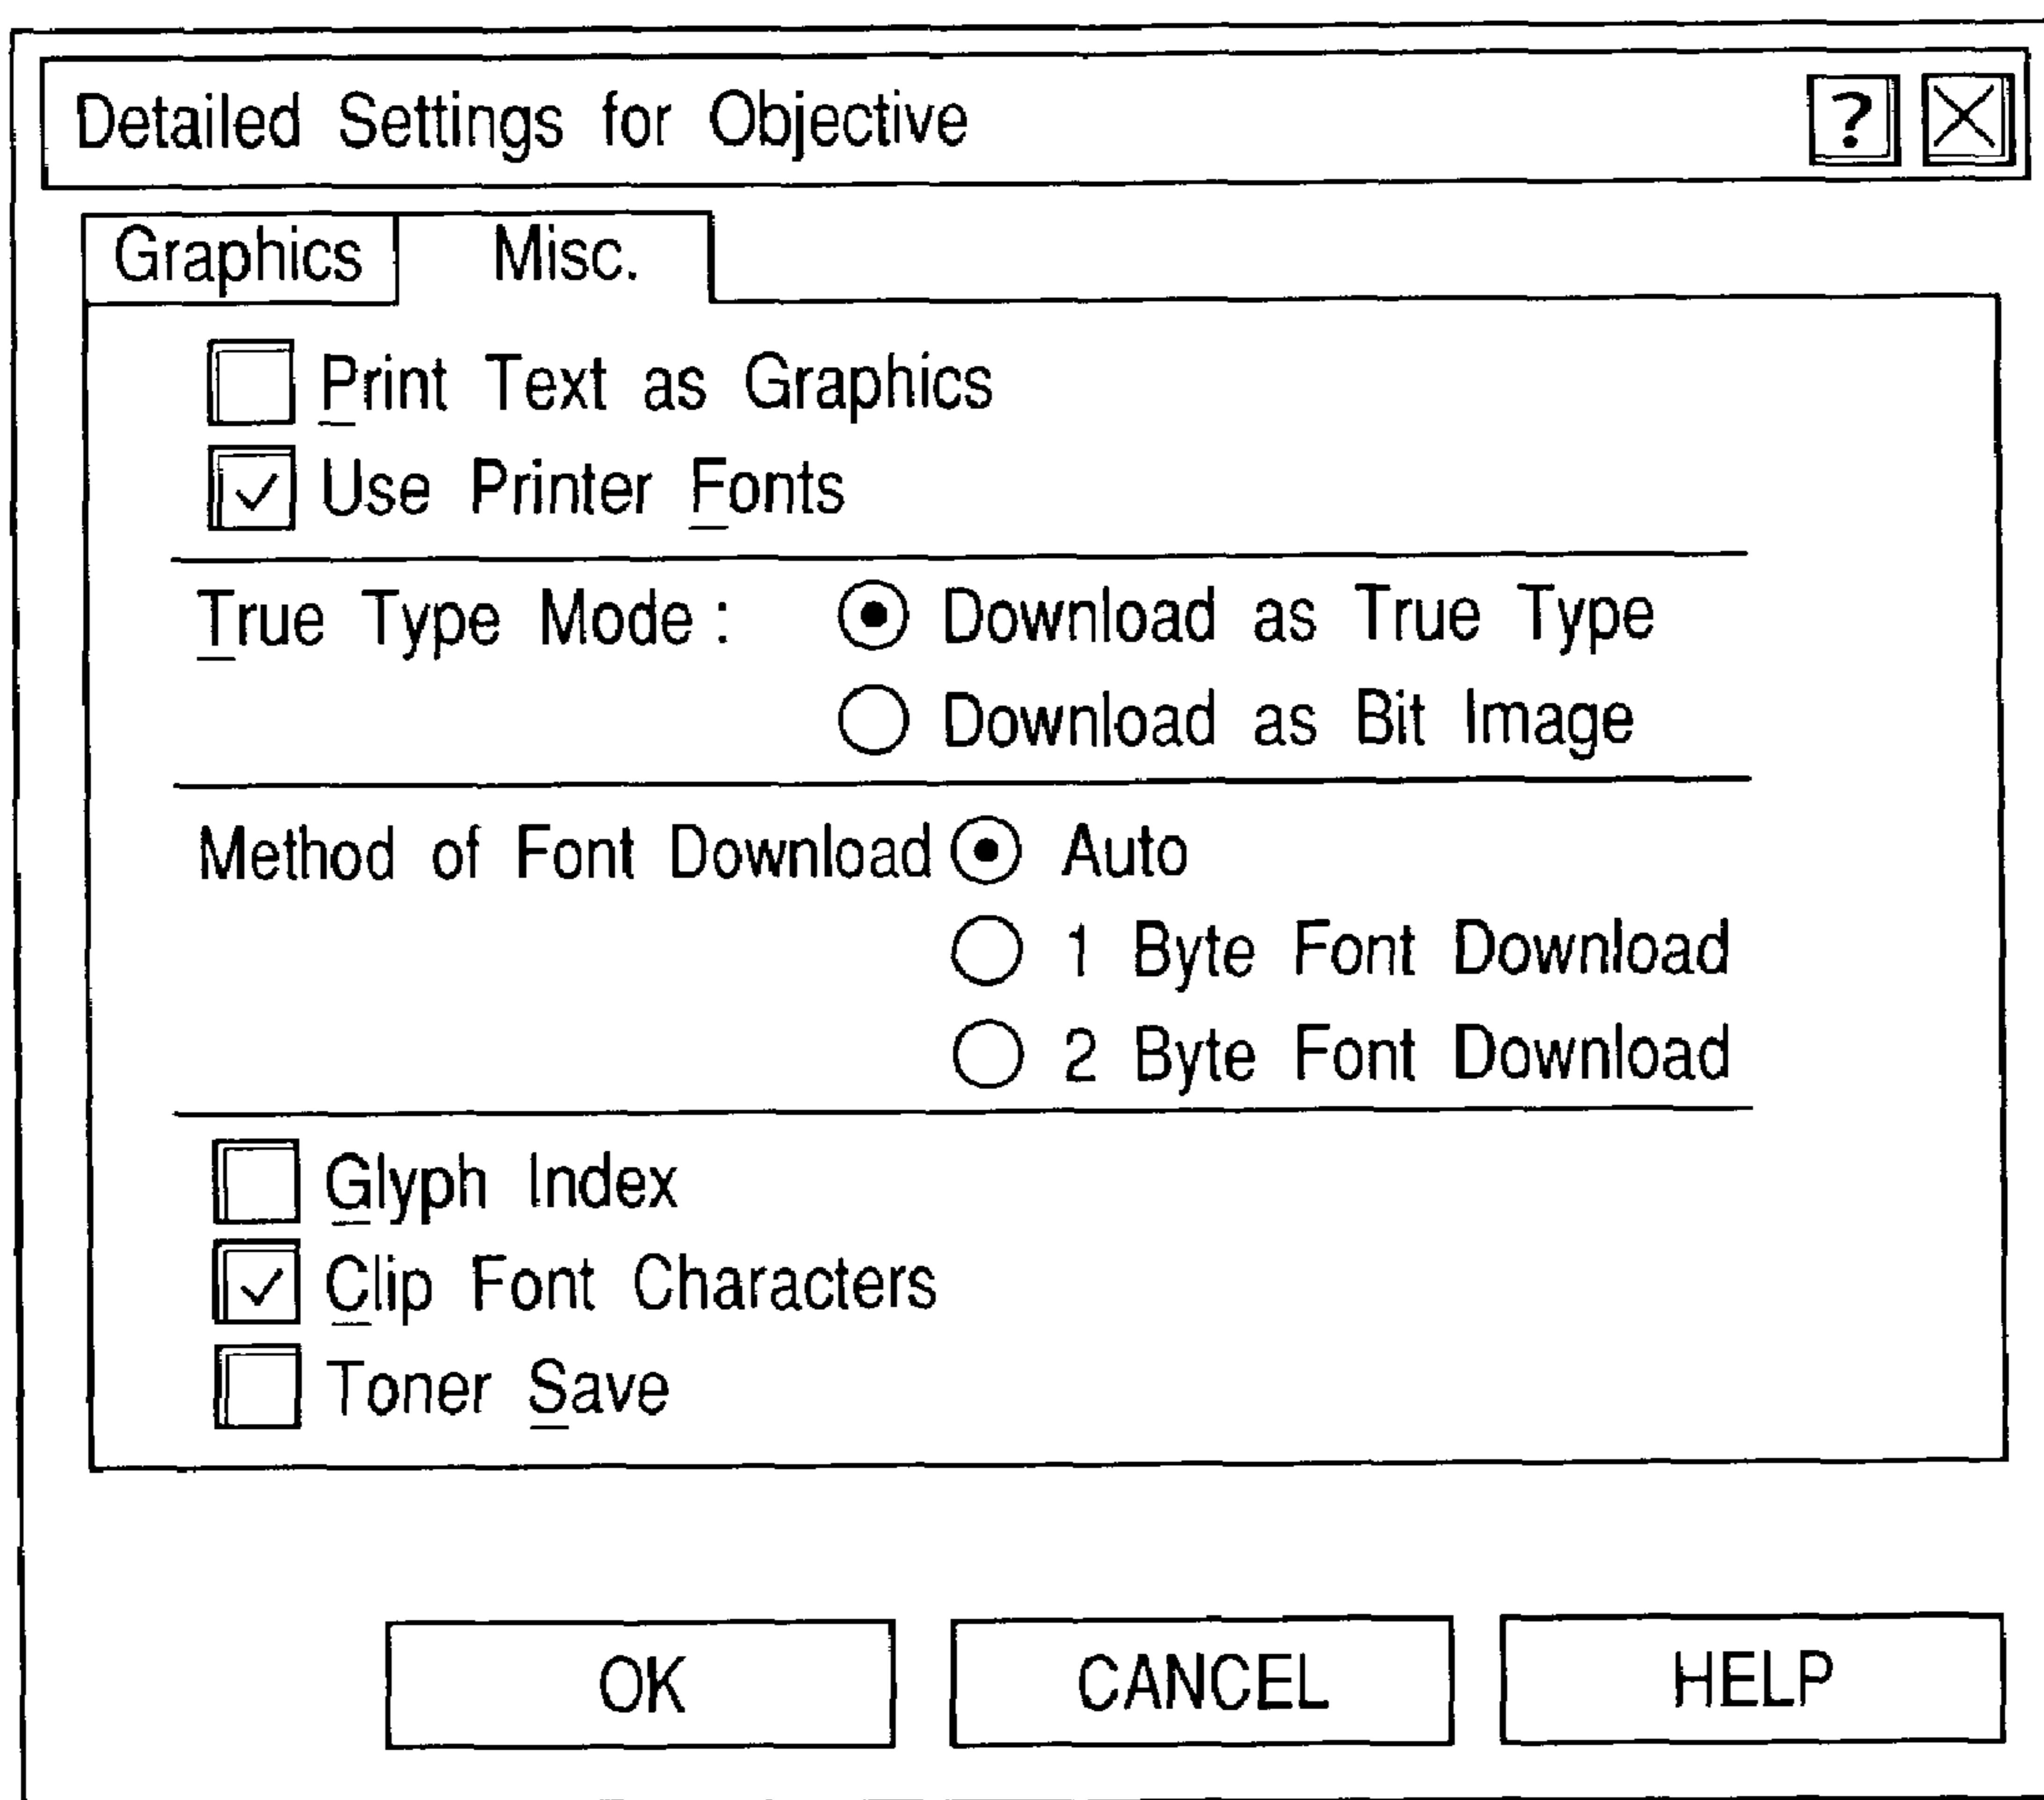 Detailed Settings for Objective ?
Graphics Misc.
Print Text as Graphics
Use Printer Fonts
True Type Mode : Download as True Type
Download as Bit Image
Method of Font Download Auto
1 Byte Font Download
2 Byte Font Download
Glyph Index
Clip Font Characters
Toner Save
OK CANCEL HELP